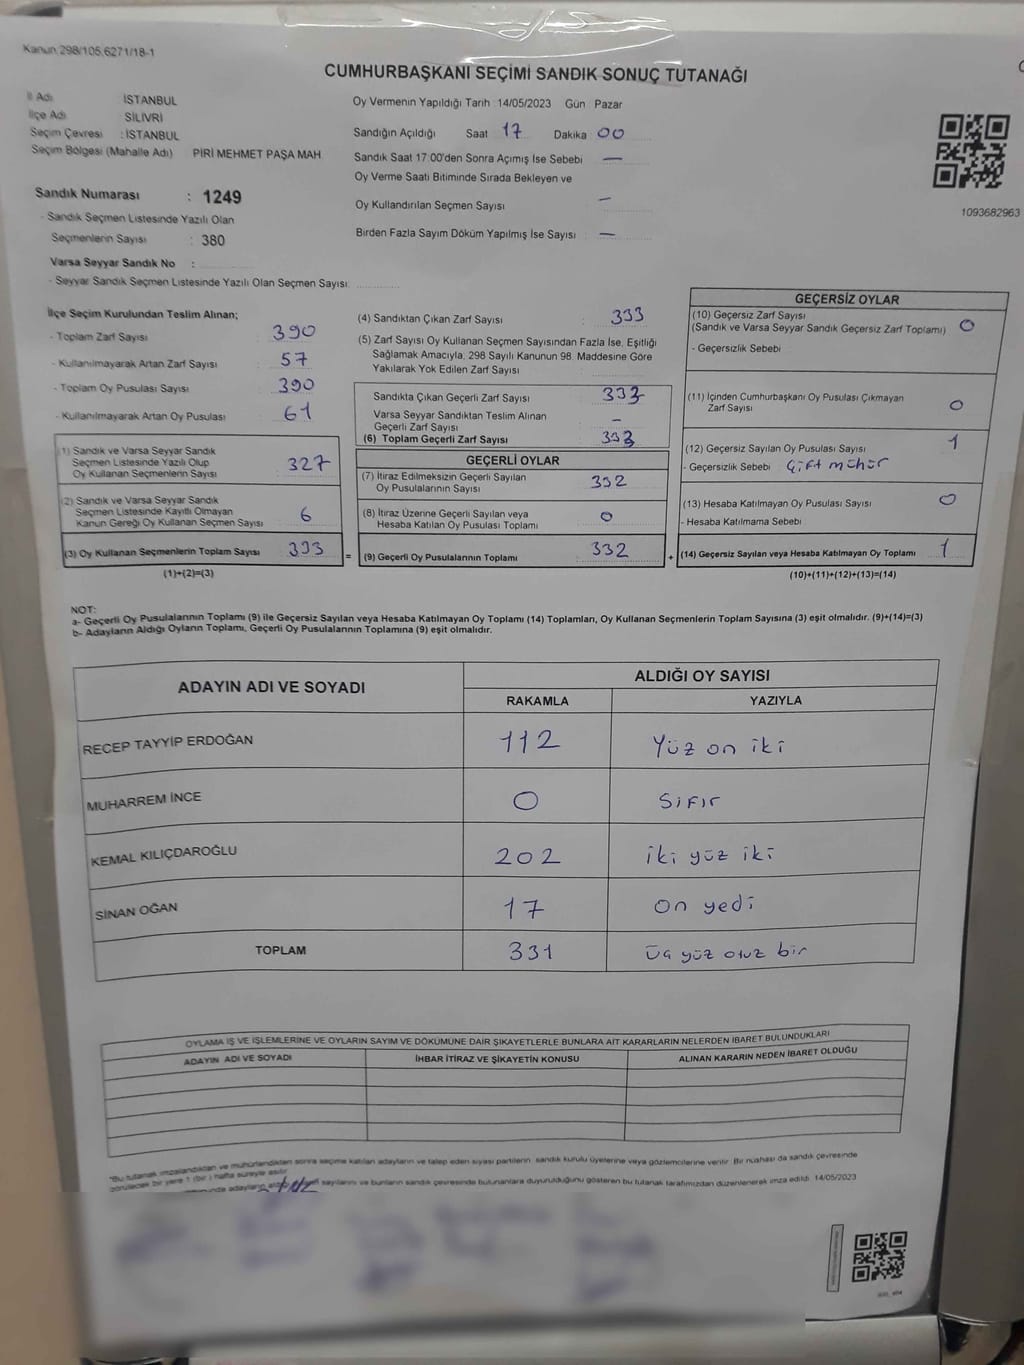 Kanun:298/105,6271/18-1
CUMHURBAŞKANI SEÇİMİ SANDIK SONUÇ TUTANAĞI
İl Adı : İSTANBUL
İlçe Adı : SİLİVRİ
Seçim Çevresi : İSTANBUL
Seçim Bölgesi (Mahalle Adı) PİRİ MEHMET PAŞA MAH
Sandık Numarası : 1249
- Sandık Seçmen Listesinde Yazılı Olan
Seçmenlerin Sayısı : 380
Varsa Seyyar Sandık No :
- Seyyar Sandık Seçmen Listesinde Yazılı Olan Seçmen Sayısı:
Oy Vermenin Yapıldığı Tarih :14/05/2023 Gün Pazar
Sandığın Açıldığı Saat 17 Dakika 00
Sandık Saat 17:00'den Sonra Açımış İse Sebebi —
Oy Verme Saati Bitiminde Sırada Bekleyen ve
Oy Kullandırılan Seçmen Sayısı —
Birden Fazla Sayım Döküm Yapılmış İse Sayısı : —
1093682963
İlçe Seçim Kurulundan Teslim Alınan;
- Toplam Zarf Sayısı : 390
- Kullanılmayarak Artan Zarf Sayısı : 57
- Toplam Oy Pusulası Sayısı : 390
- Kullanılmayarak Artan Oy Pusulası : 61
(1) Sandık ve Varsa Seyyar Sandık
Seçmen Listesinde Yazılı Olup
Oy Kullanan Seçmenlerin Sayısı : 327
(2) Sandık ve Varsa Seyyar Sandık
Seçmen Listesinde Kayıtlı Olmayan
Kanun Gereği Oy Kullanan Seçmen Sayısı : 6
(3) Oy Kullanan Seçmenlerin Toplam Sayısı : 333
(1)+(2)=(3)
(4) Sandıktan Çıkan Zarf Sayısı : 333
(5) Zarf Sayısı Oy Kullanan Seçmen Sayısından Fazla İse, Eşitliği
Sağlamak Amacıyla, 298 Sayılı Kanunun 98. Maddesine Göre
Yakılarak Yok Edilen Zarf Sayısı :
Sandıkta Çıkan Geçerli Zarf Sayısı : 333
Varsa Seyyar Sandıktan Teslim Alınan
Geçerli Zarf Sayısı : —
(6) Toplam Geçerli Zarf Sayısı : 333
GEÇERLİ OYLAR
(7) İtiraz Edilmeksizin Geçerli Sayılan
Oy Pusulalarının Sayısı : 332
(8) İtiraz Üzerine Geçerli Sayılan veya
Hesaba Katılan Oy Pusulası Toplamı : 0
= (9) Geçerli Oy Pusulalarının Toplamı : 332
GEÇERSİZ OYLAR
(10) Geçersiz Zarf Sayısı
(Sandık ve Varsa Seyyar Sandık Geçersiz Zarf Toplamı) : 0
- Geçersizlik Sebebi
(11) İçinden Cumhurbaşkanı Oy Pusulası Çıkmayan
Zarf Sayısı 0
(12) Geçersiz Sayılan Oy Pusulası Sayısı 1
- Geçersizlik Sebebi Çift mühür
(13) Hesaba Katılmayan Oy Pusulası Sayısı 0
- Hesaba Katılmama Sebebi
+ (14) Geçersiz Sayılan veya Hesaba Katılmayan Oy Toplamı 1
(10)+(11)+(12)+(13)=(14)
NOT:
a- Geçerli Oy Pusulalarının Toplamı (9) ile Geçersiz Sayılan veya Hesaba Katılmayan Oy Toplamı (14) Toplamları, Oy Kullanan Seçmenlerin Toplam Sayısına (3) eşit olmalıdır. (9)+(14)=(3)
b- Adayların Aldığı Oyların Toplamı, Geçerli Oy Pusulalarının Toplamına (9) eşit olmalıdır.
ADAYIN ADI VE SOYADI ALDIĞI OY SAYISI
RAKAMLA YAZIYLA
RECEP TAYYİP ERDOĞAN 112 Yüz on iki
MUHARREM İNCE 0 Sıfır
KEMAL KILIÇDAROĞLU 202 iki yüz iki
SİNAN OĞAN 17 on yedi
TOPLAM 331 üç yüz otuz bir
OYLAMA İŞ VE İŞLEMLERİNE VE OYLARIN SAYIM VE DÖKÜMÜNE DAİR ŞİKAYETLERLE BUNLARA AİT KARARLARIN NELERDEN İBARET BULUNDUKLARI
ADAYIN ADI VE SOYADI İHBAR İTİRAZ VE ŞİKAYETİN KONUSU ALINAN KARARIN NEDEN İBARET OLDUĞU
*Bu tutanak imzalandıktan ve mühürlendikten sonra seçime katılan adayların ve talep eden siyasi partilerin, sandık kurulu üyelerine veya gözlemcilerine verilir. Bir nüshası da sandık çevresinde
görülecek bir yere 1 (bir) hafta süreyle asılır.
adayların aldığı sayılarını ve bunların sandık çevresinde bulunanlara duyurulduğunu gösteren bu tutanak tarafımızdan düzenlenerek imza edildi. 14/05/2023